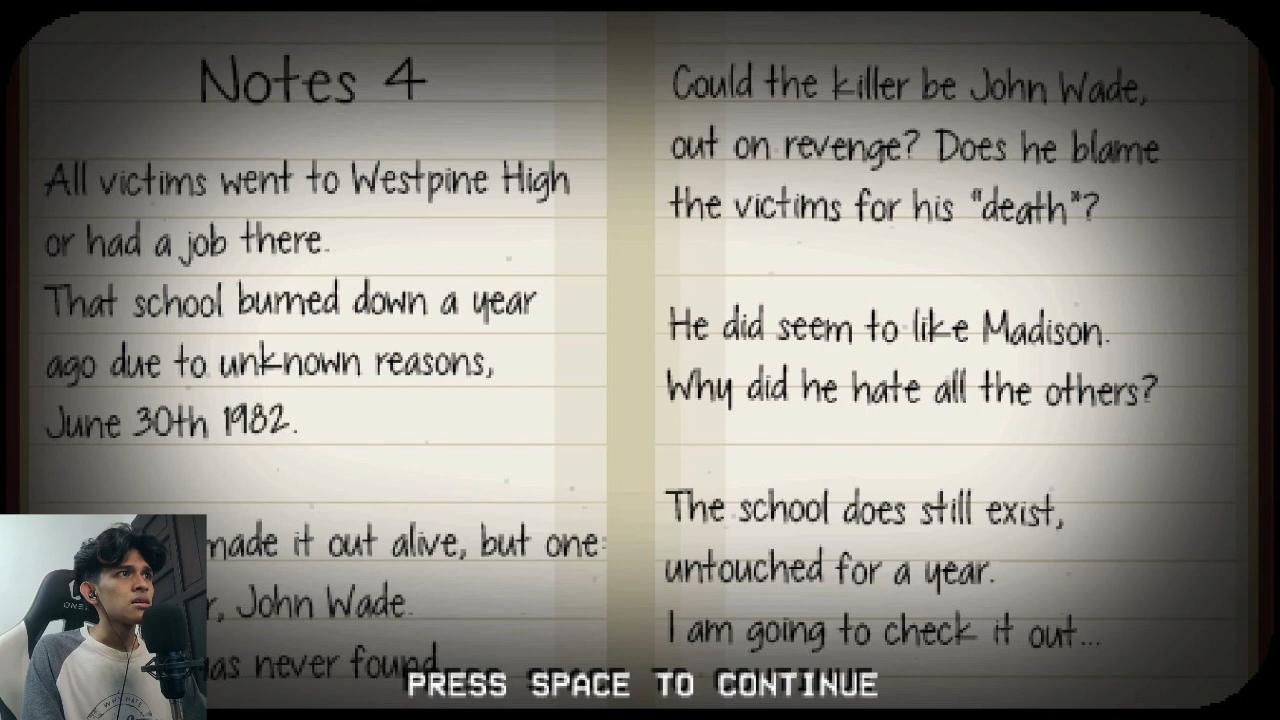 Notes 4
All victims went to Westpine High
or had a job there.
That school burned down a year
ago due to unknown reasons,
June 30th 1982.
made it out alive, but one:
John Wade.
never found
Could the killer be John Wade,
out on revenge? Does he blame
the victims for his "death"?
He did seem to like Madison.
Why did he hate all the others?
The school does still exist,
untouched for a year.
I am going to check it out...
PRESS SPACE TO CONTINUE